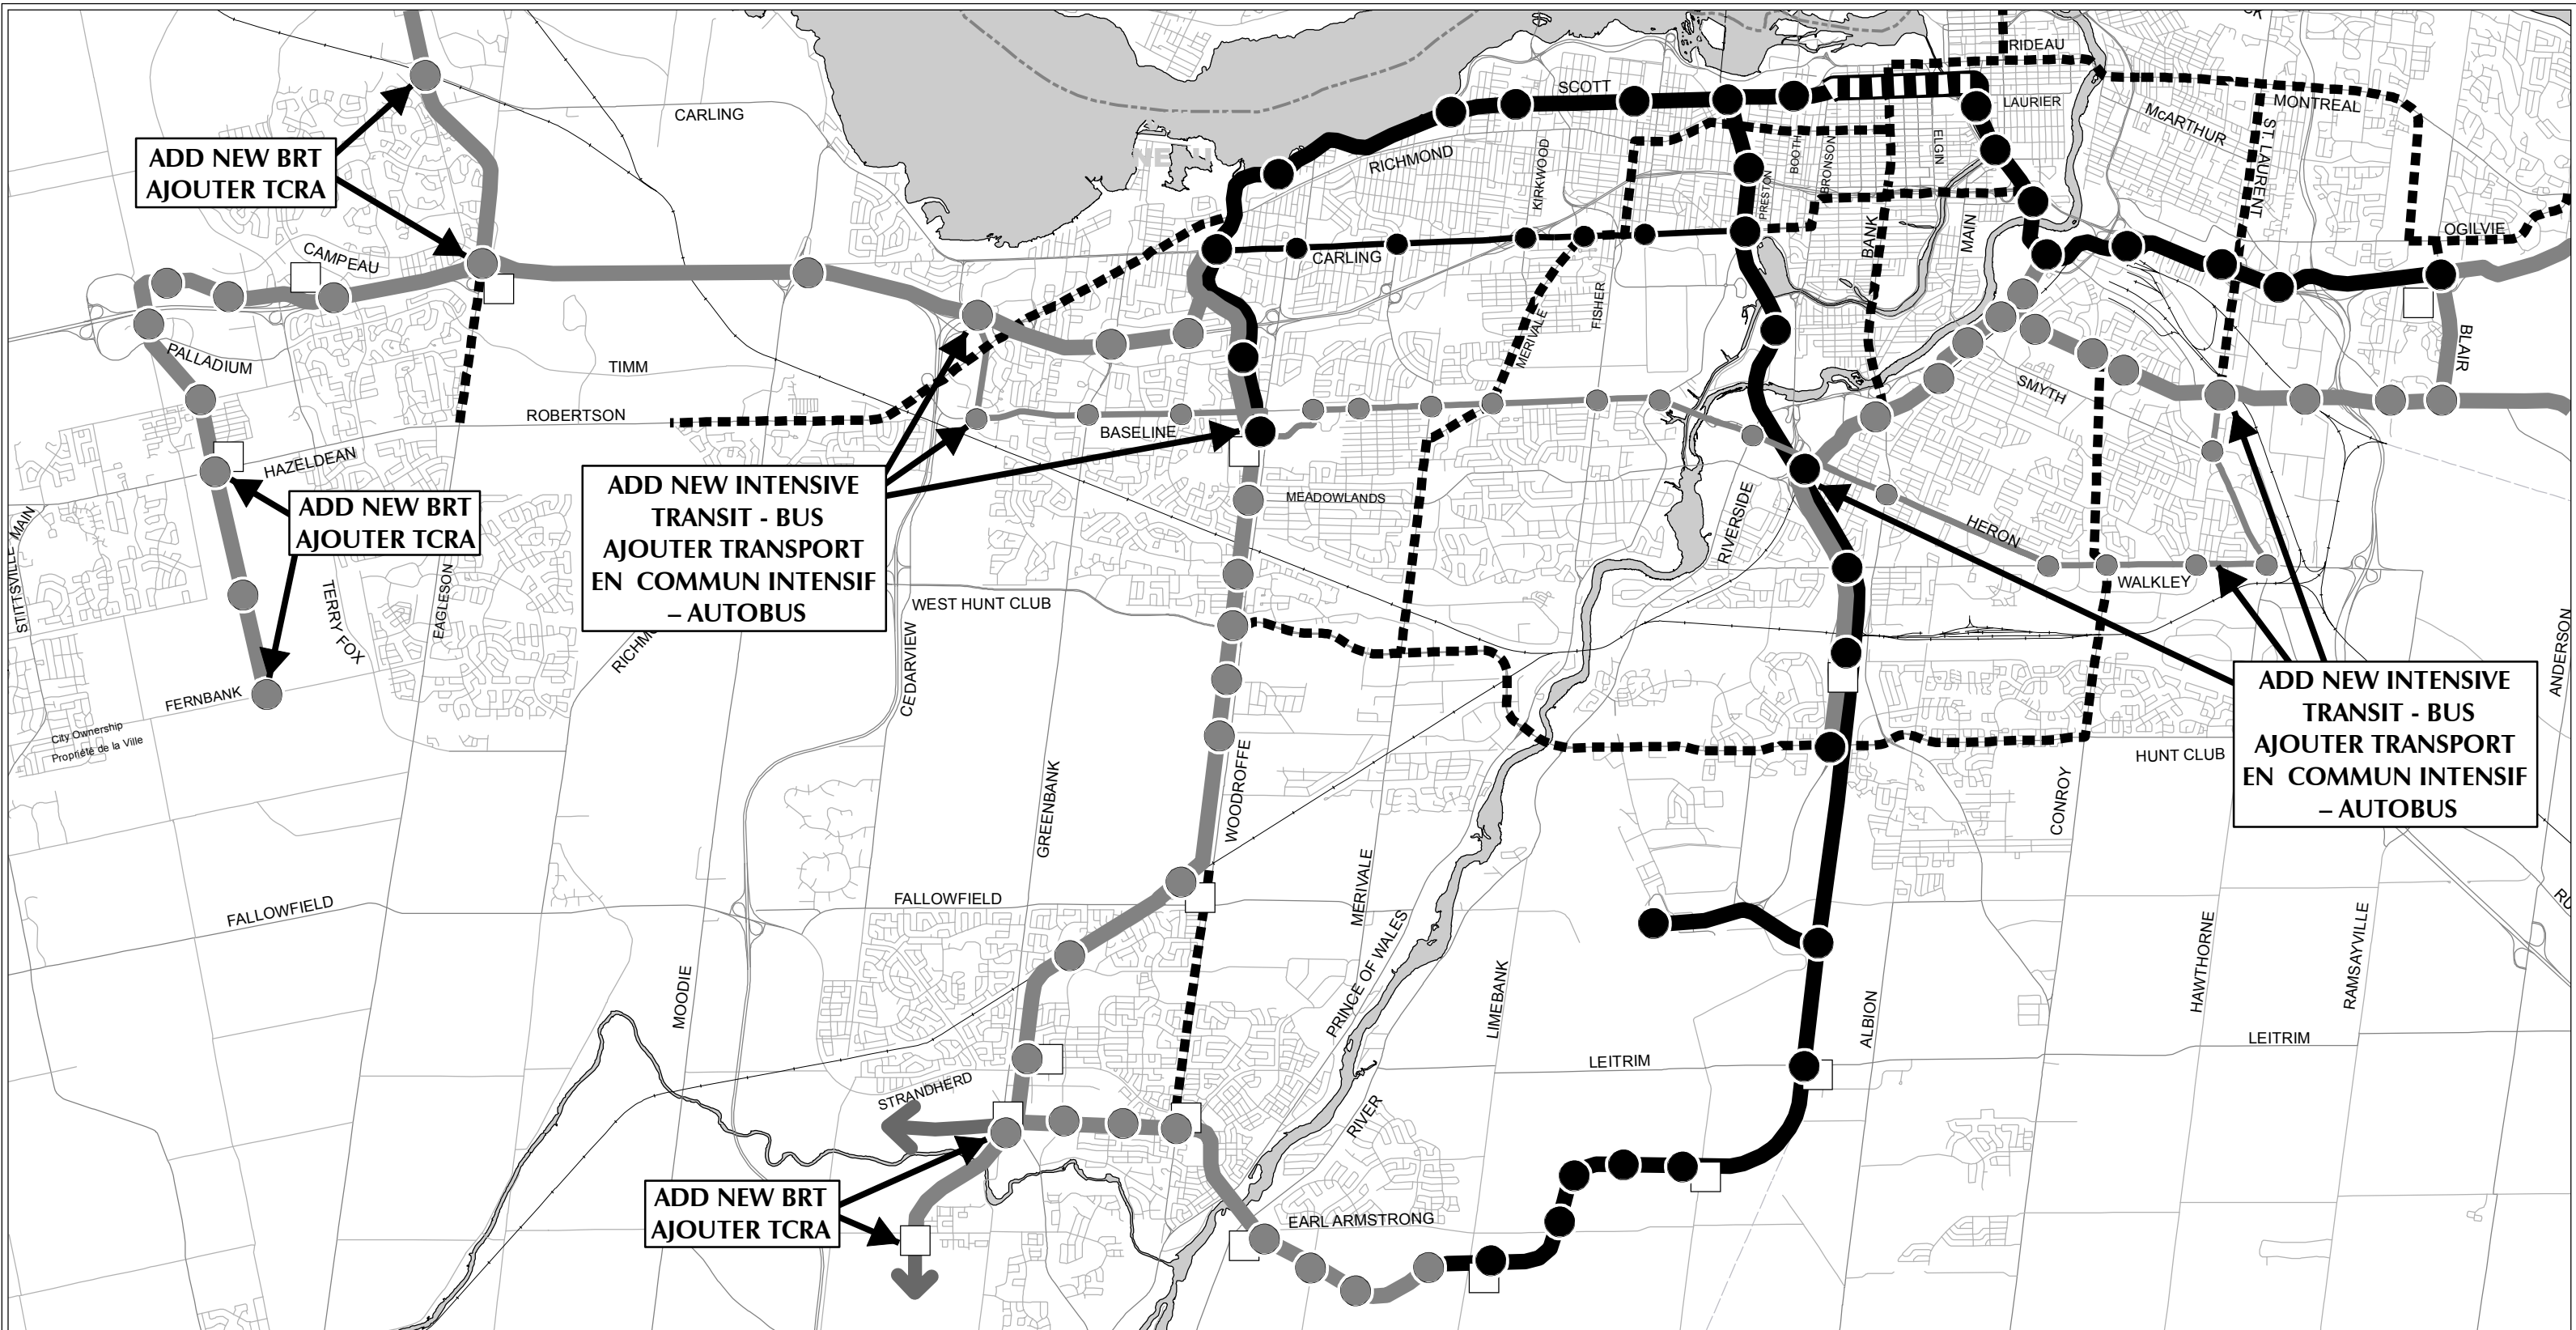 RIDEAU
SCOTT
LAURIER
MONTREAL
McARTHUR
ST. LAURENT
CARLING
RICHMOND
KIRKWOOD
BOOTH
BRONSON
ELGIN
PRESTON
ADD NEW BRT
AJOUTER TCRA
CAMPEAU
CARLING
BANK
MAIN
OGILVIE
FISHER
MERIVALE
BLAIR
PALLADIUM
TIMM
SMYTH
ROBERTSON
BASELINE
HAZELDEAN
ADD NEW INTENSIVE
TRANSIT - BUS
AJOUTER TRANSPORT
EN COMMUN INTENSIF
– AUTOBUS
MEADOWLANDS
RIVERSIDE
HERON
WALKLEY
ADD NEW BRT
AJOUTER TCRA
STITTSVILLE MAIN
TERRY FOX
EAGLESON
CEDARVIEW
WEST HUNT CLUB
FERNBANK
City Ownership
Propriété de la Ville
ANDERSON
ADD NEW INTENSIVE
TRANSIT - BUS
AJOUTER TRANSPORT
EN COMMUN INTENSIF
– AUTOBUS
HUNT CLUB
CONROY
WOODROFFE
GREENBANK
MERIVALE
FALLOWFIELD
FALLOWFIELD
PRINCE OF WALES
LIMEBANK
MOODIE
ALBION
HAWTHORNE
RAMSAYVILLE
LEITRIM
LEITRIM
STRANDHERD
RIVER
ADD NEW BRT
AJOUTER TCRA
EARL ARMSTRONG